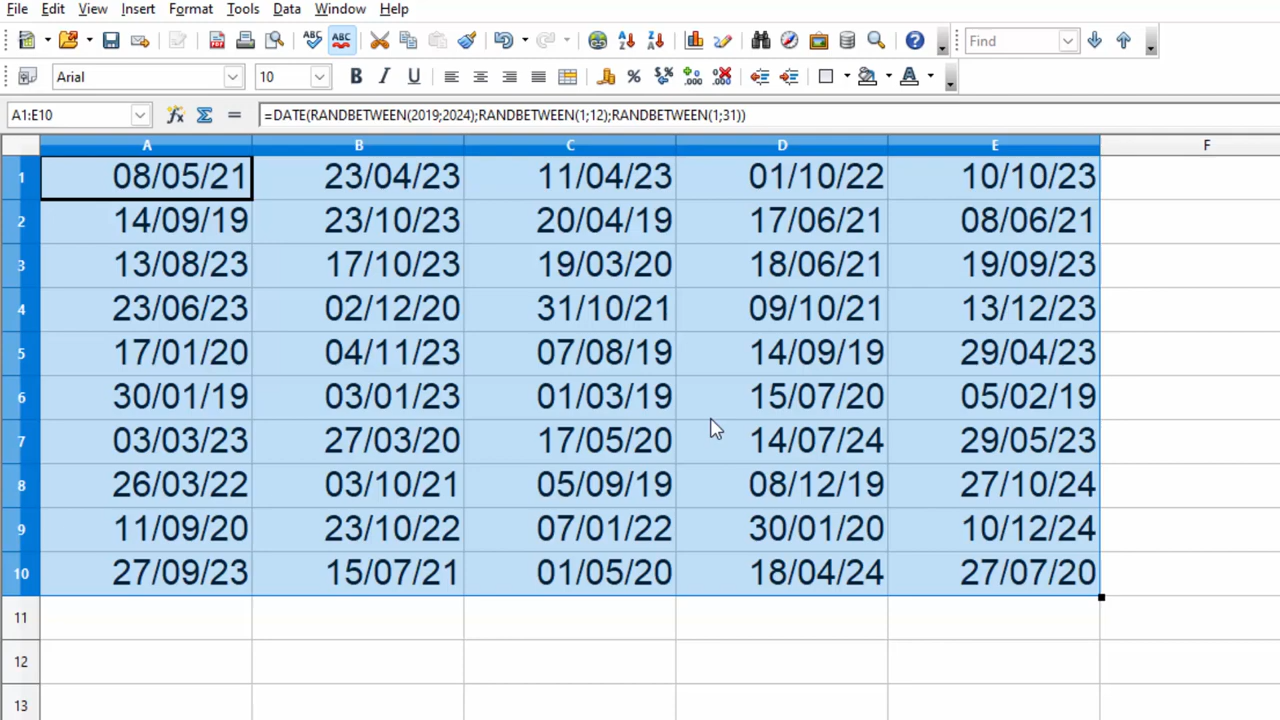 File Edit View Insert Format Tools Data Window Help
ABC ABC Find
Arial 10 B I U % .000 .000 A
A1:E10 fx Σ = =DATE(RANDBETWEEN(2019;2024);RANDBETWEEN(1;12);RANDBETWEEN(1;31))
A B C D E F
1 08/05/21 23/04/23 11/04/23 01/10/22 10/10/23
2 14/09/19 23/10/23 20/04/19 17/06/21 08/06/21
3 13/08/23 17/10/23 19/03/20 18/06/21 19/09/23
4 23/06/23 02/12/20 31/10/21 09/10/21 13/12/23
5 17/01/20 04/11/23 07/08/19 14/09/19 29/04/23
6 30/01/19 03/01/23 01/03/19 15/07/20 05/02/19
7 03/03/23 27/03/20 17/05/20 14/07/24 29/05/23
8 26/03/22 03/10/21 05/09/19 08/12/19 27/10/24
9 11/09/20 23/10/22 07/01/22 30/01/20 10/12/24
10 27/09/23 15/07/21 01/05/20 18/04/24 27/07/20
11
12
13